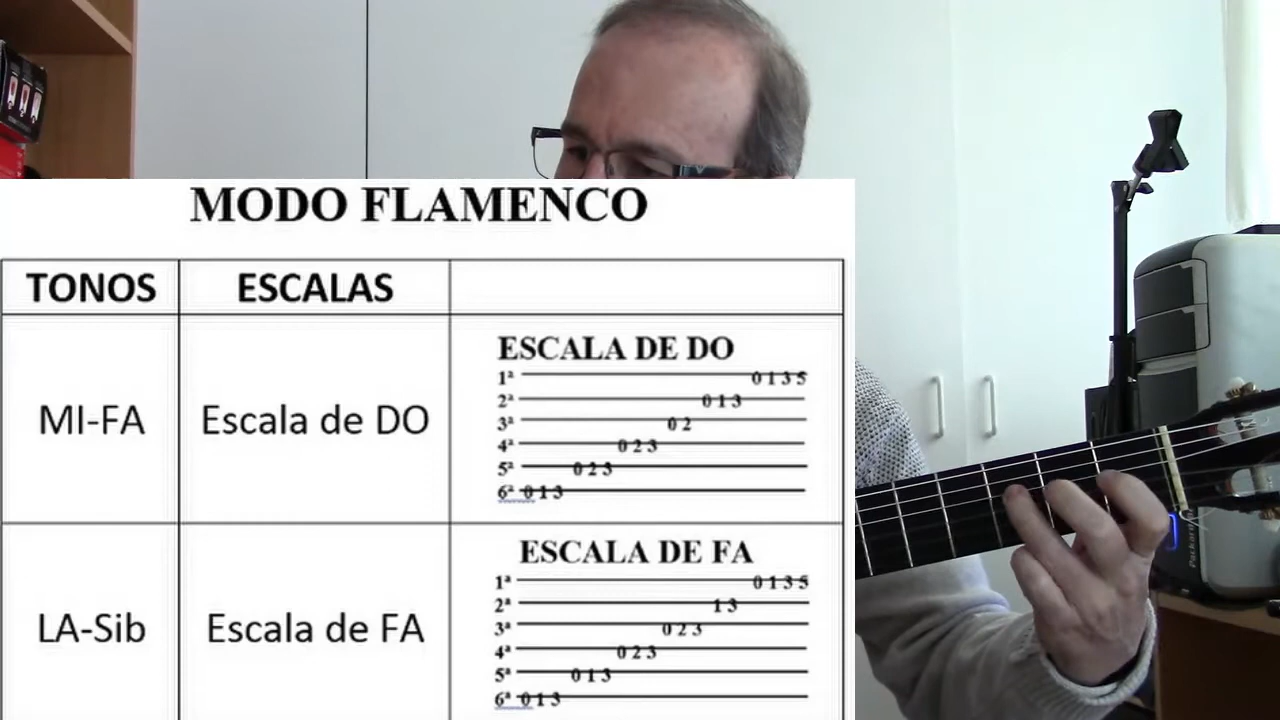 MODO FLAMENCO
TONOS ESCALAS
MI-FA Escala de DO
ESCALA DE DO
1ª 0 1 3 5
2ª 0 1 3
3ª 0 2
4ª 0 2 3
5ª 0 2 3
6ª 0 1 3
LA-Sib Escala de FA
ESCALA DE FA
1ª 0 1 3 5
2ª 1 3
3ª 0 2 3
4ª 0 2 3
5ª 0 1 3
6ª 0 1 3
Packard